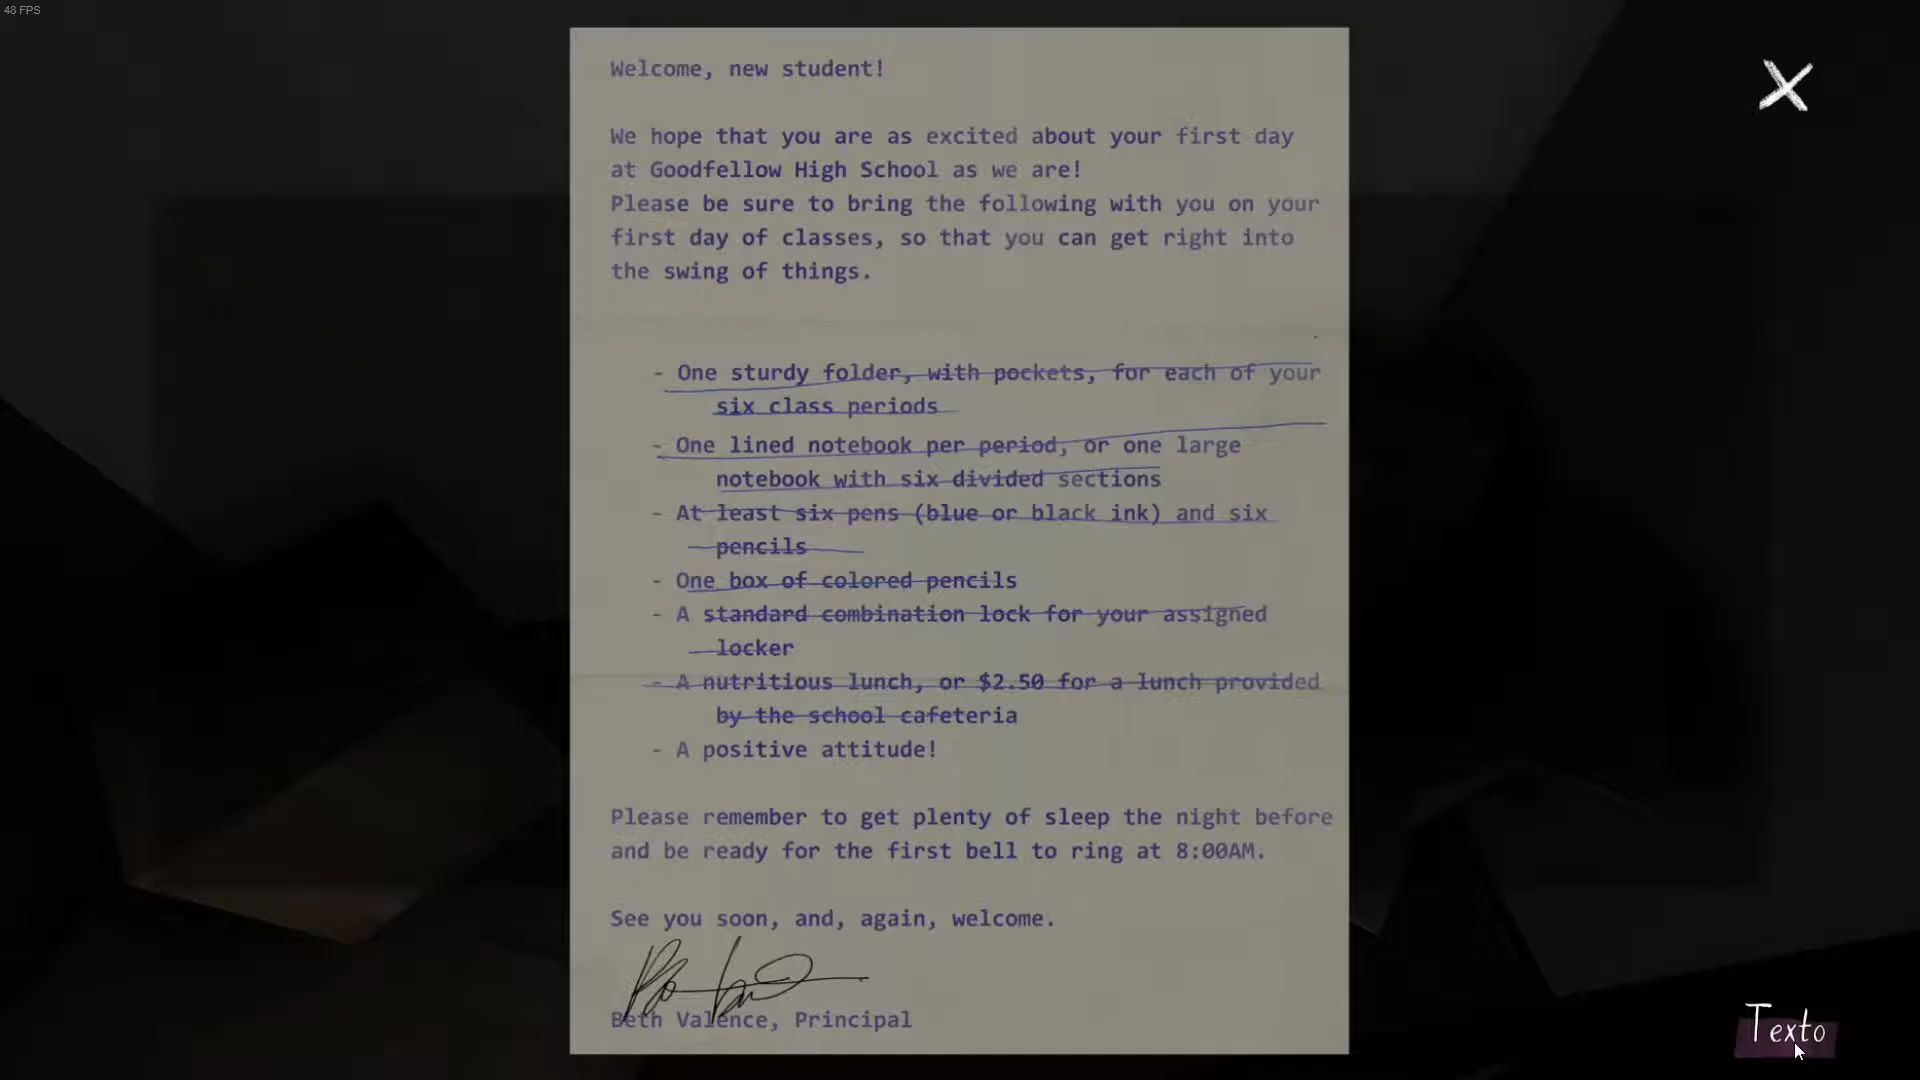 48 FPS
Welcome, new student!
We hope that you are as excited about your first day
at Goodfellow High School as we are!
Please be sure to bring the following with you on your
first day of classes, so that you can get right into
the swing of things.
- One sturdy folder, with pockets, for each of your
six class periods
- One lined notebook per period, or one large
notebook with six divided sections
- At least six pens (blue or black ink) and six
pencils
- One box of colored pencils
- A standard combination lock for your assigned
locker
- A nutritious lunch, or $2.50 for a lunch provided
by the school cafeteria
- A positive attitude!
Please remember to get plenty of sleep the night before
and be ready for the first bell to ring at 8:00AM.
See you soon, and, again, welcome.
Beth Valence, Principal
Texto